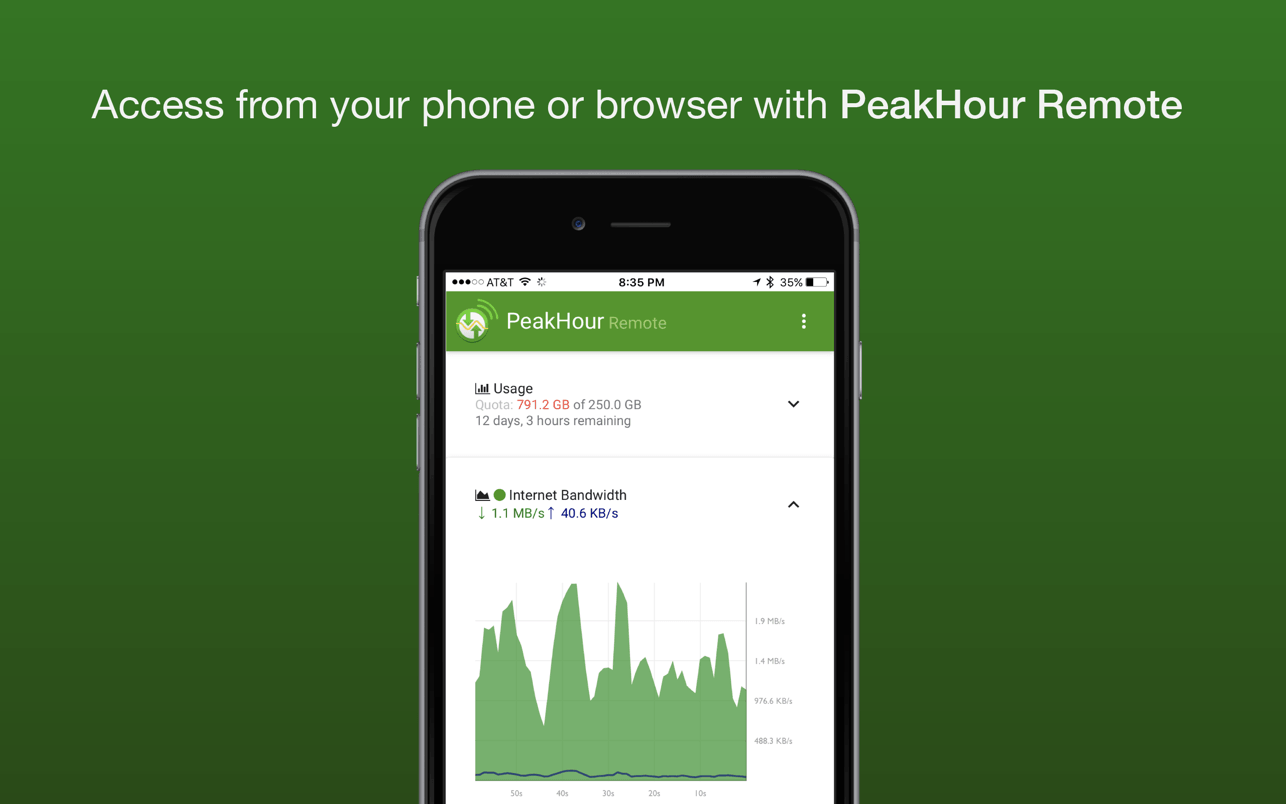 Access from your phone or browser with PeakHour Remote
AT&T 8:35 PM 35%
PeakHour Remote
Usage
Quota: 791.2 GB of 250.0 GB
12 days, 3 hours remaining
Internet Bandwidth
↓ 1.1 MB/s ↑ 40.6 KB/s
1.9 MB/s
1.4 MB/s
976.6 KB/s
488.3 KB/s
50s 40s 30s 20s 10s